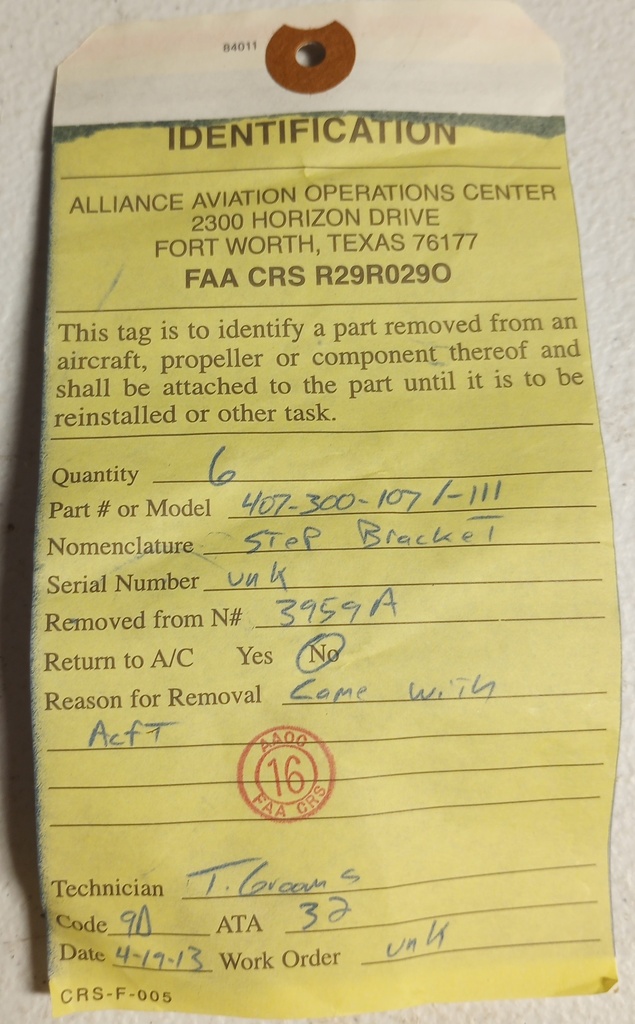 84011
IDENTIFICATION
ALLIANCE AVIATION OPERATIONS CENTER
2300 HORIZON DRIVE
FORT WORTH, TEXAS 76177
FAA CRS R29R029O
This tag is to identify a part removed from an
aircraft, propeller or component thereof and
shall be attached to the part until it is to be
reinstalled or other task.
Quantity 6
Part # or Model 407-300-107 /-111
Nomenclature STeP BrackeT
Serial Number unk
Removed from N# 3959A
Return to A/C Yes No
Reason for Removal Came wiTh
AcfT
AAOC
16
FAA CRS
Technician T. Grooms
Code 9D ATA 32
Date 4-19-13 Work Order unk
CRS-F-005